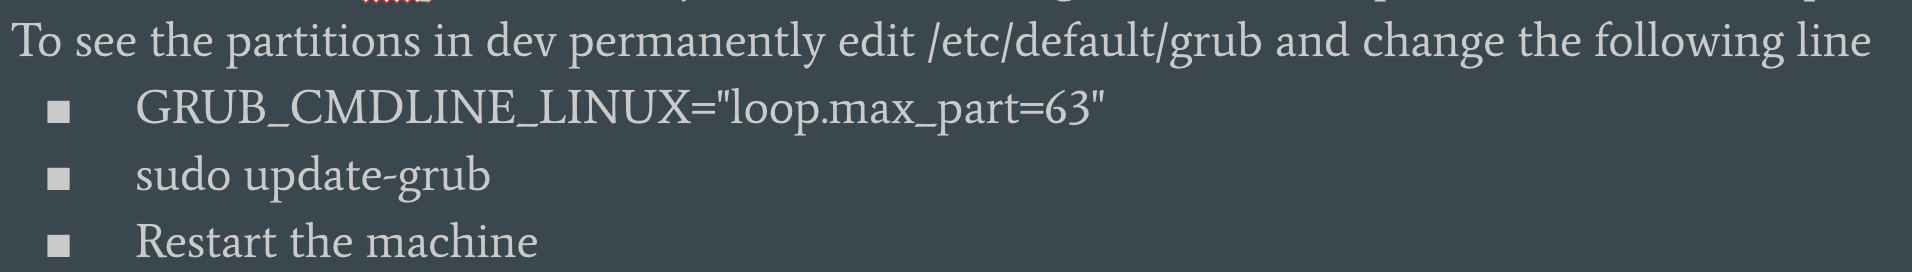 To see the partitions in dev permanently edit /etc/default/grub and change the following line
■ GRUB_CMDLINE_LINUX="loop.max_part=63"
■ sudo update-grub
■ Restart the machine